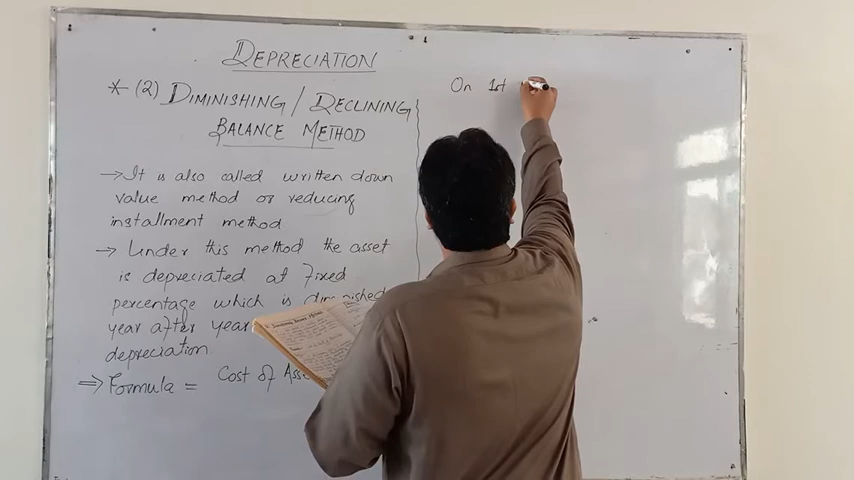 DEPRECIATION
* (2) DIMINISHING / DECLINING
BALANCE METHOD
→ It is also called written down
value method or reducing
installment method
→ Under this method the asset
is depreciated at Fixed
percentage which is diminished
year after year
depreciation
⇒ Formula = Cost of Ass
On 1st